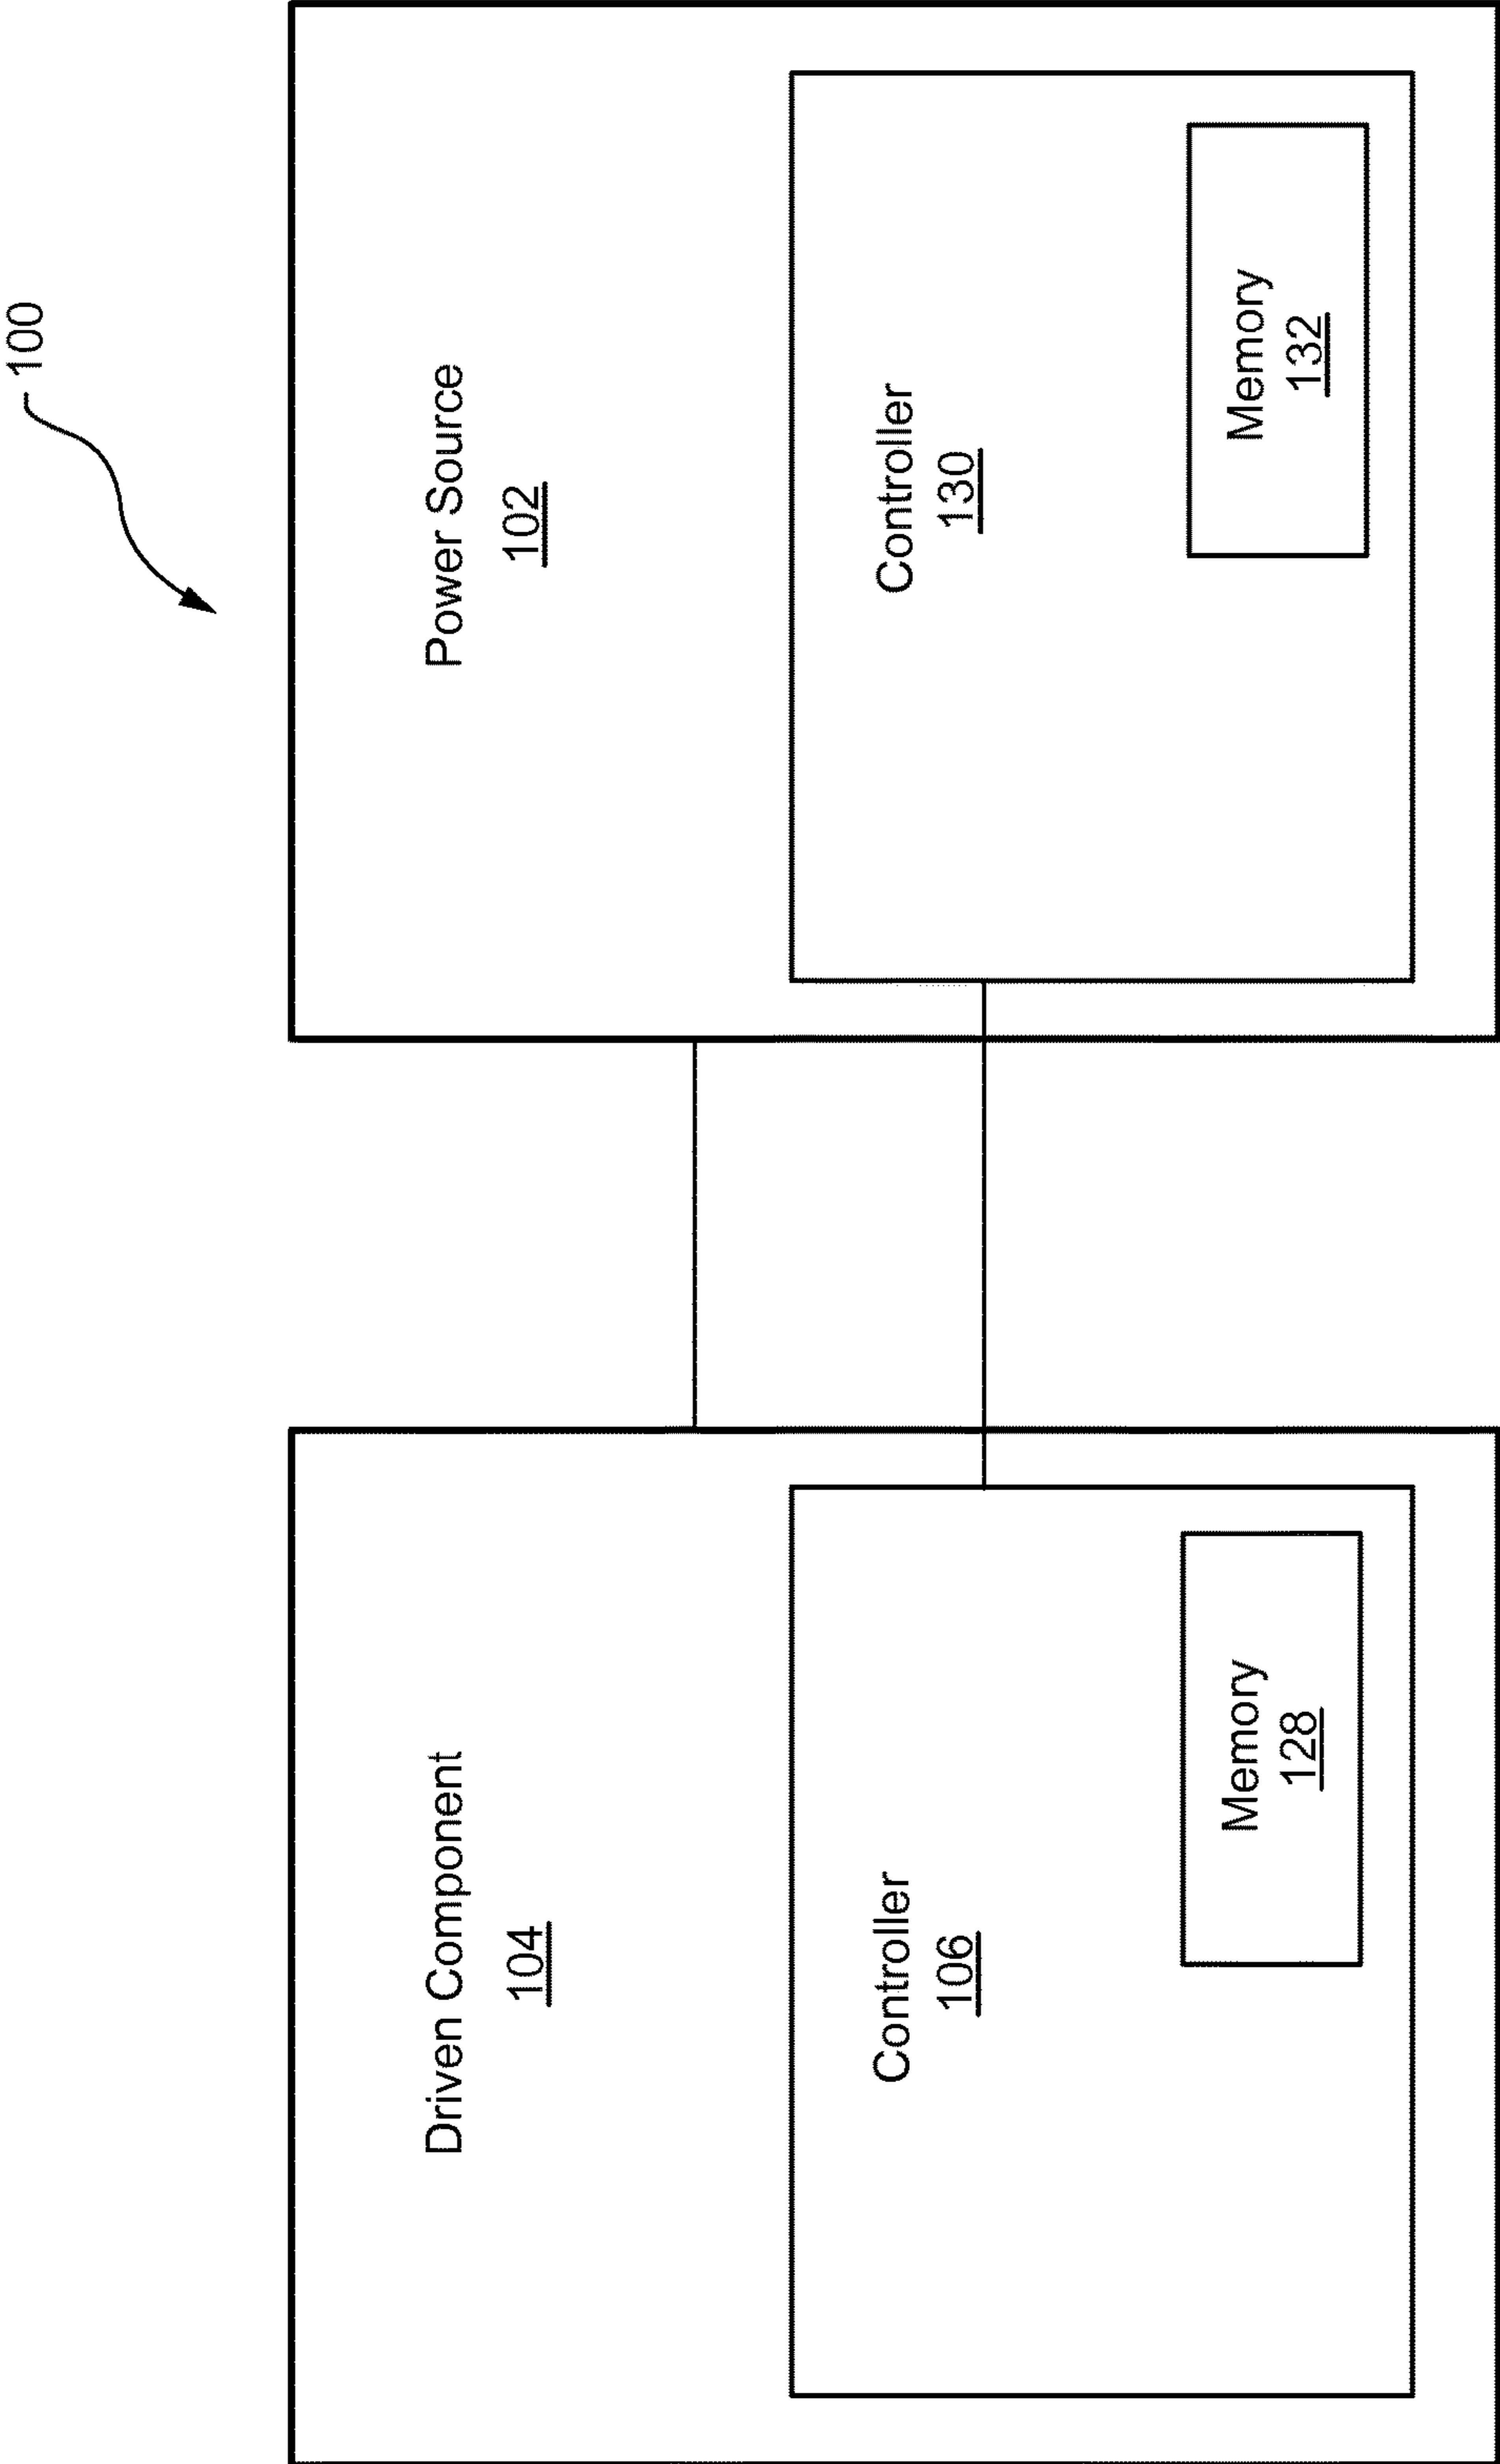 100
Driven Component
104
Controller
106
Memory
128
Power Source
102
Controller
130
Memory
132